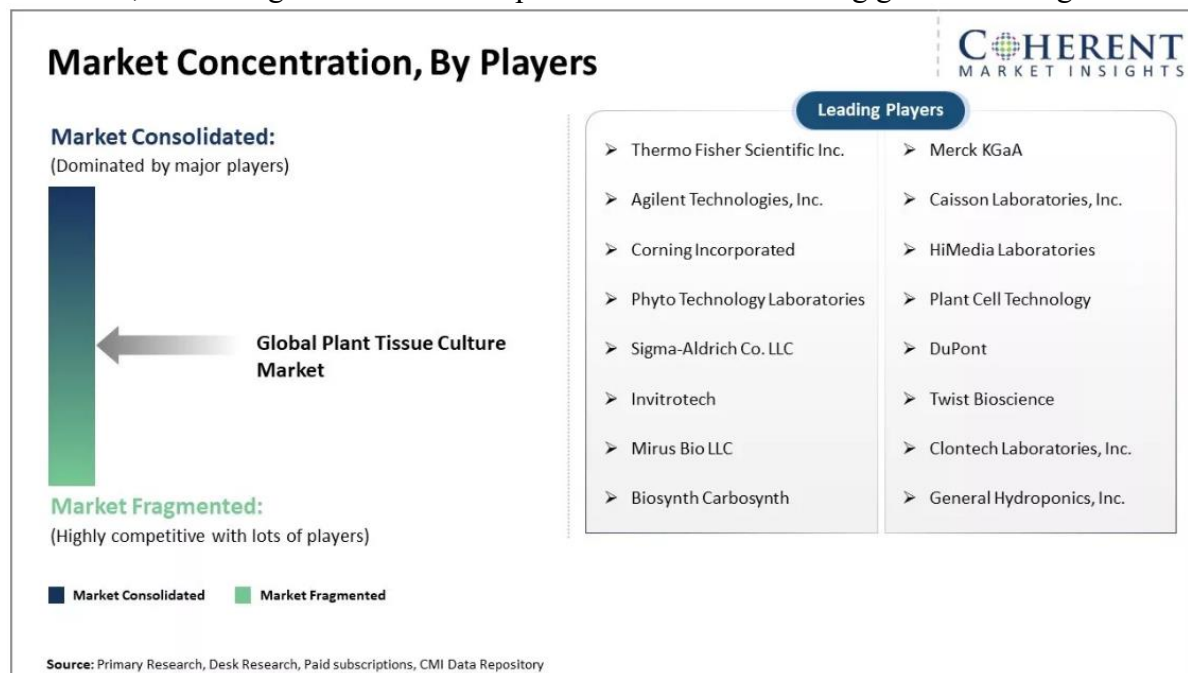 Market Concentration, By Players
COHERENT
MARKET INSIGHTS
Market Consolidated:
(Dominated by major players)
Global Plant Tissue Culture
Market
Market Fragmented:
(Highly competitive with lots of players)
Market Consolidated
Market Fragmented
Leading Players
Thermo Fisher Scientific Inc.
Agilent Technologies, Inc.
Corning Incorporated
Phyto Technology Laboratories
Sigma-Aldrich Co. LLC
Invitrotech
Mirus Bio LLC
Biosynth Carbosynth
Merck KGaA
Caisson Laboratories, Inc.
HiMedia Laboratories
Plant Cell Technology
DuPont
Twist Bioscience
Clontech Laboratories, Inc.
General Hydroponics, Inc.
Source: Primary Research, Desk Research, Paid subscriptions, CMI Data Repository